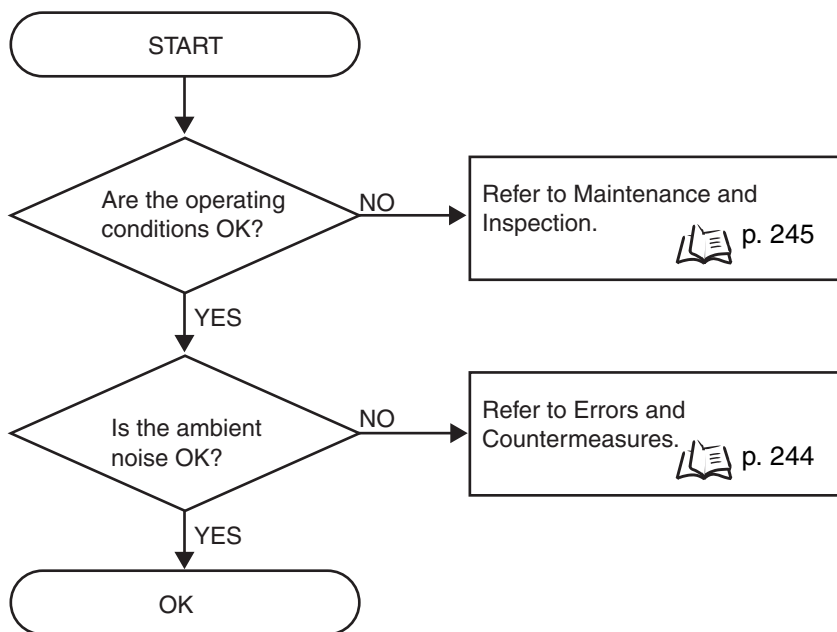 START
Are the operating
conditions OK?
NO
Refer to Maintenance and
Inspection.
p. 245
YES
Is the ambient
noise OK?
NO
Refer to Errors and
Countermeasures.
p. 244
YES
OK